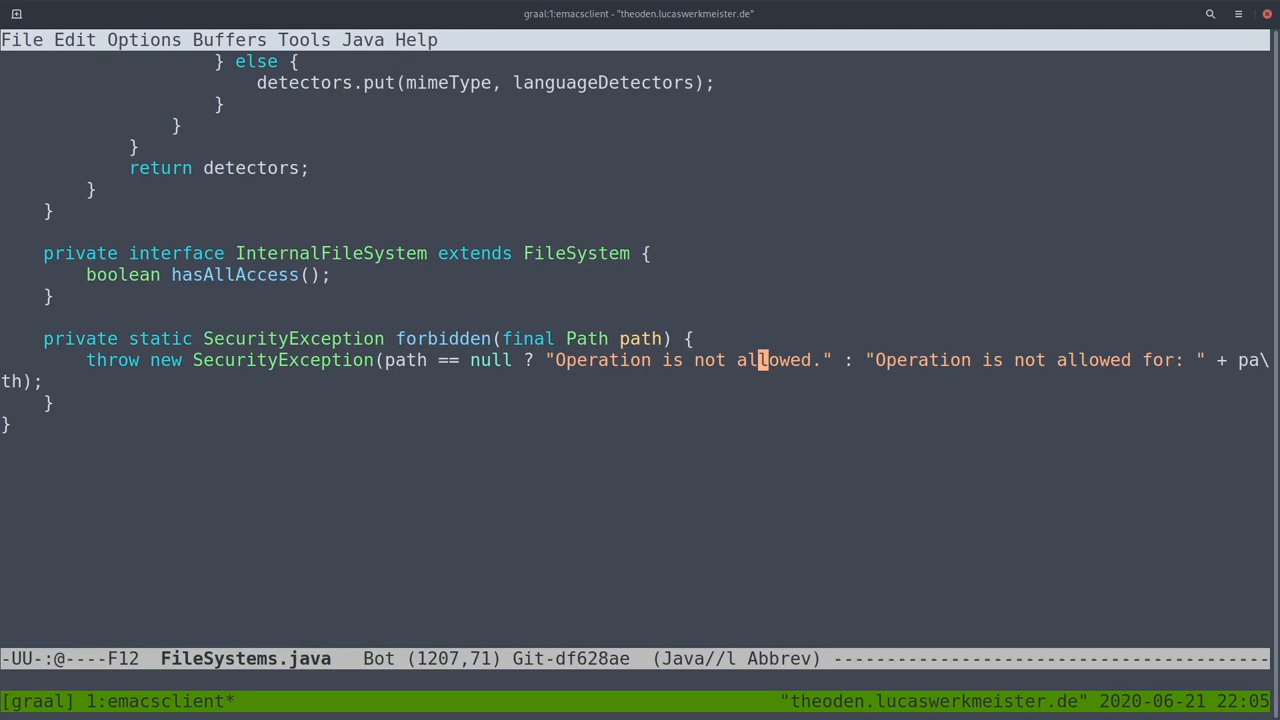 graal:1:emacsclient - "theoden.lucaswerkmeister.de"
File Edit Options Buffers Tools Java Help
                    } else {
                        detectors.put(mimeType, languageDetectors);
                    }
                }
            }
            return detectors;
        }
    }

    private interface InternalFileSystem extends FileSystem {
        boolean hasAllAccess();
    }

    private static SecurityException forbidden(final Path path) {
        throw new SecurityException(path == null ? "Operation is not allowed." : "Operation is not allowed for: " + pa\
th);
    }
}
-UU-:@----F12  FileSystems.java   Bot (1207,71) Git-df628ae  (Java//l Abbrev) -----------------------------------------
[graal] 1:emacsclient* "theoden.lucaswerkmeister.de" 2020-06-21 22:05